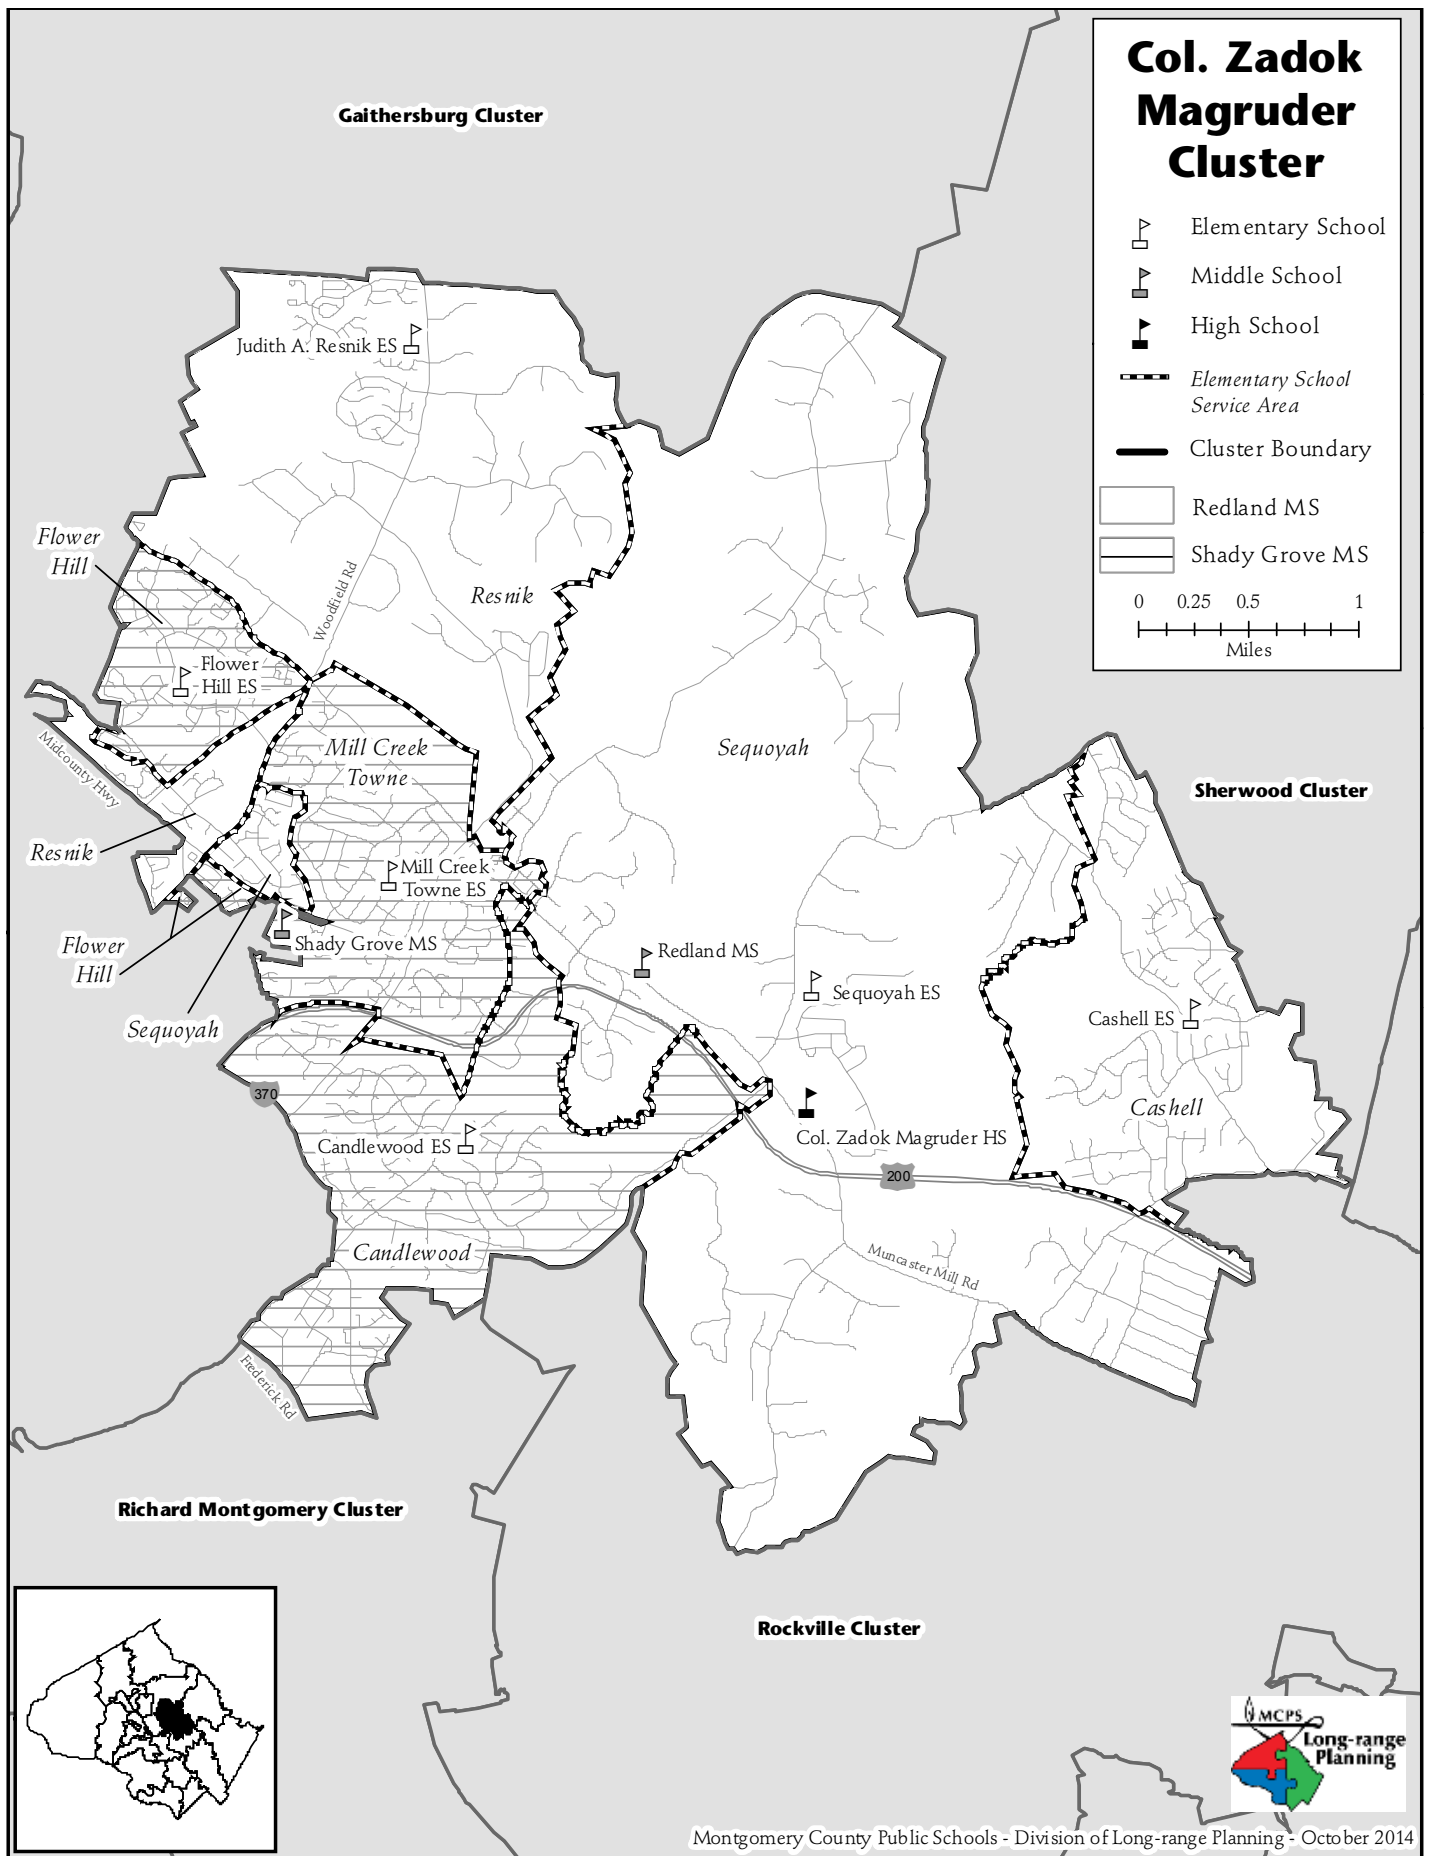 Col. Zadok
Magruder
Cluster
Elementary School
Middle School
High School
Elementary School
Service Area
Cluster Boundary
Redland MS
Shady Grove MS
0 0.25 0.5 1
Miles
Gaithersburg Cluster
Judith A. Resnik ES
Flower
Hill
Woodfield Rd
Resnik
Flower
Hill ES
Mill Creek
Towne
Midcounty Hwy
Sequoyah
Sherwood Cluster
Resnik
Mill Creek
Towne ES
Flower
Hill
Shady Grove MS
Redland MS
Sequoyah ES
Sequoyah
Cashell ES
370
Cashell
Candlewood ES
Col. Zadok Magruder HS
200
Candlewood
Muncaster Mill Rd
Frederick Rd
Richard Montgomery Cluster
Rockville Cluster
MCPS
Long-range
Planning
Montgomery County Public Schools - Division of Long-range Planning - October 2014